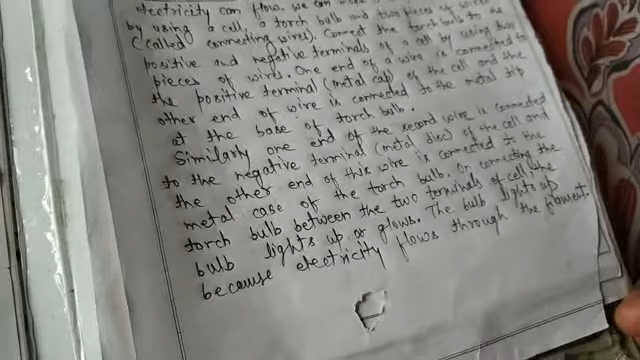 electricity can flow. We can make
by using a cell a torch bulb and two pieces of wires
(called connecting wires). Connect the torch bulb to the
positive and negative terminals of a cell by using two
pieces of wires. One end of a wire is connected to
the positive terminal (metal cap) of the cell and the
other end of wire is connected to the metal tip
at the base of torch bulb.
Similarly one end of the second wire is connected
to the negative terminal (metal disc) of the cell and
the other end of this wire is connected to the
metal case of the torch bulb. On connecting the
torch bulb between the two terminals of cell the
bulb lights up or glows. The bulb lights up
because electricity flows through the filament.